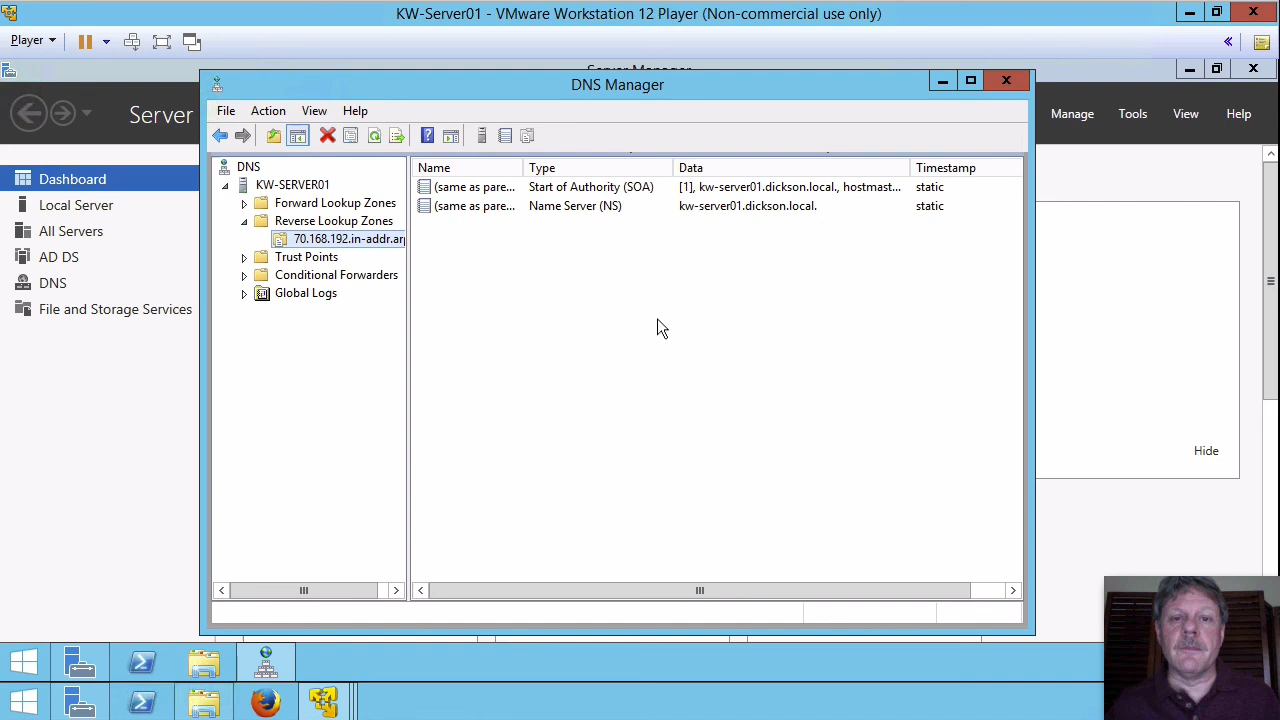 KW-Server01 - VMware Workstation 12 Player (Non-commercial use only)
Player
DNS Manager
Server
Manage Tools View Help
File Action View Help
Dashboard
Local Server
All Servers
AD DS
DNS
File and Storage Services
DNS
KW-SERVER01
Forward Lookup Zones
Reverse Lookup Zones
70.168.192.in-addr.arp
Trust Points
Conditional Forwarders
Global Logs
Name Type Data Timestamp
(same as pare... Start of Authority (SOA) [1], kw-server01.dickson.local., hostmast... static
(same as pare... Name Server (NS) kw-server01.dickson.local. static
Hide